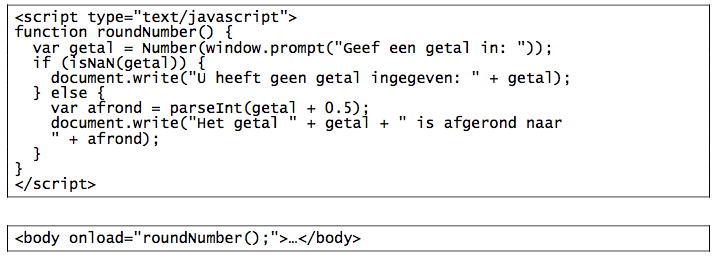 <script type="text/javascript">
function roundNumber() {
  var getal = Number(window.prompt("Geef een getal in: "));
  if (isNaN(getal)) {
    document.write("U heeft geen getal ingegeven: " + getal);
  } else {
    var afrond = parseInt(getal + 0.5);
    document.write("Het getal " + getal + " is afgerond naar
    " + afrond);
  }
}
</script>
<body onload="roundNumber();">…</body>